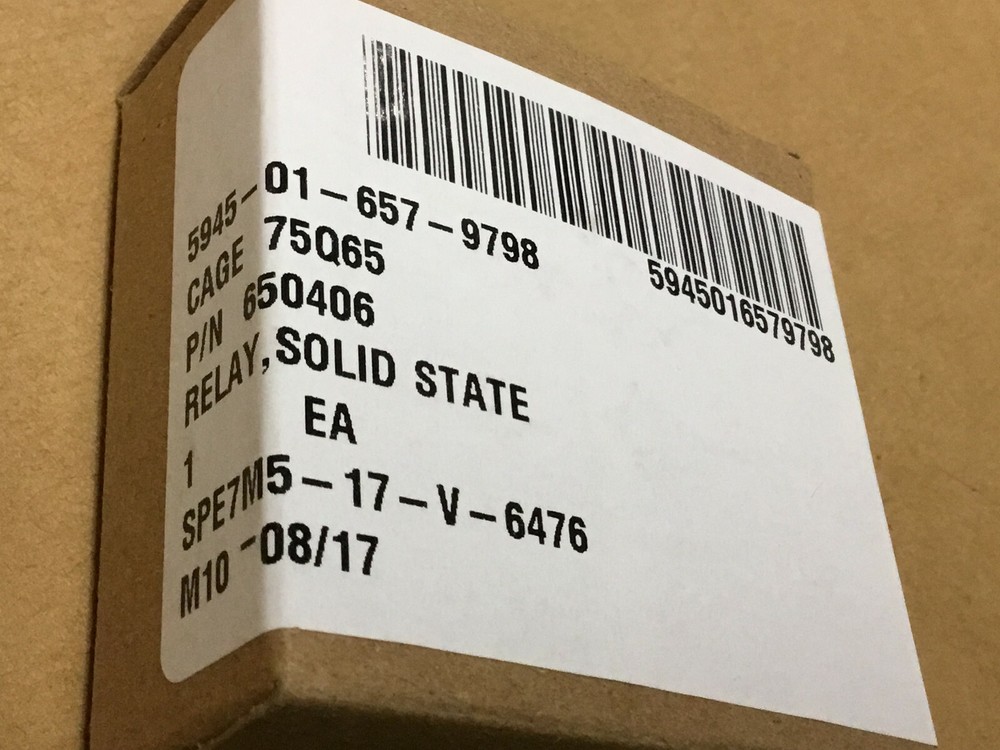 5945016579798
5945-01-657-9798
CAGE 75Q65
P/N 650406
RELAY,SOLID STATE
1 EA
SPE7M5-17-V-6476
M10-08/17